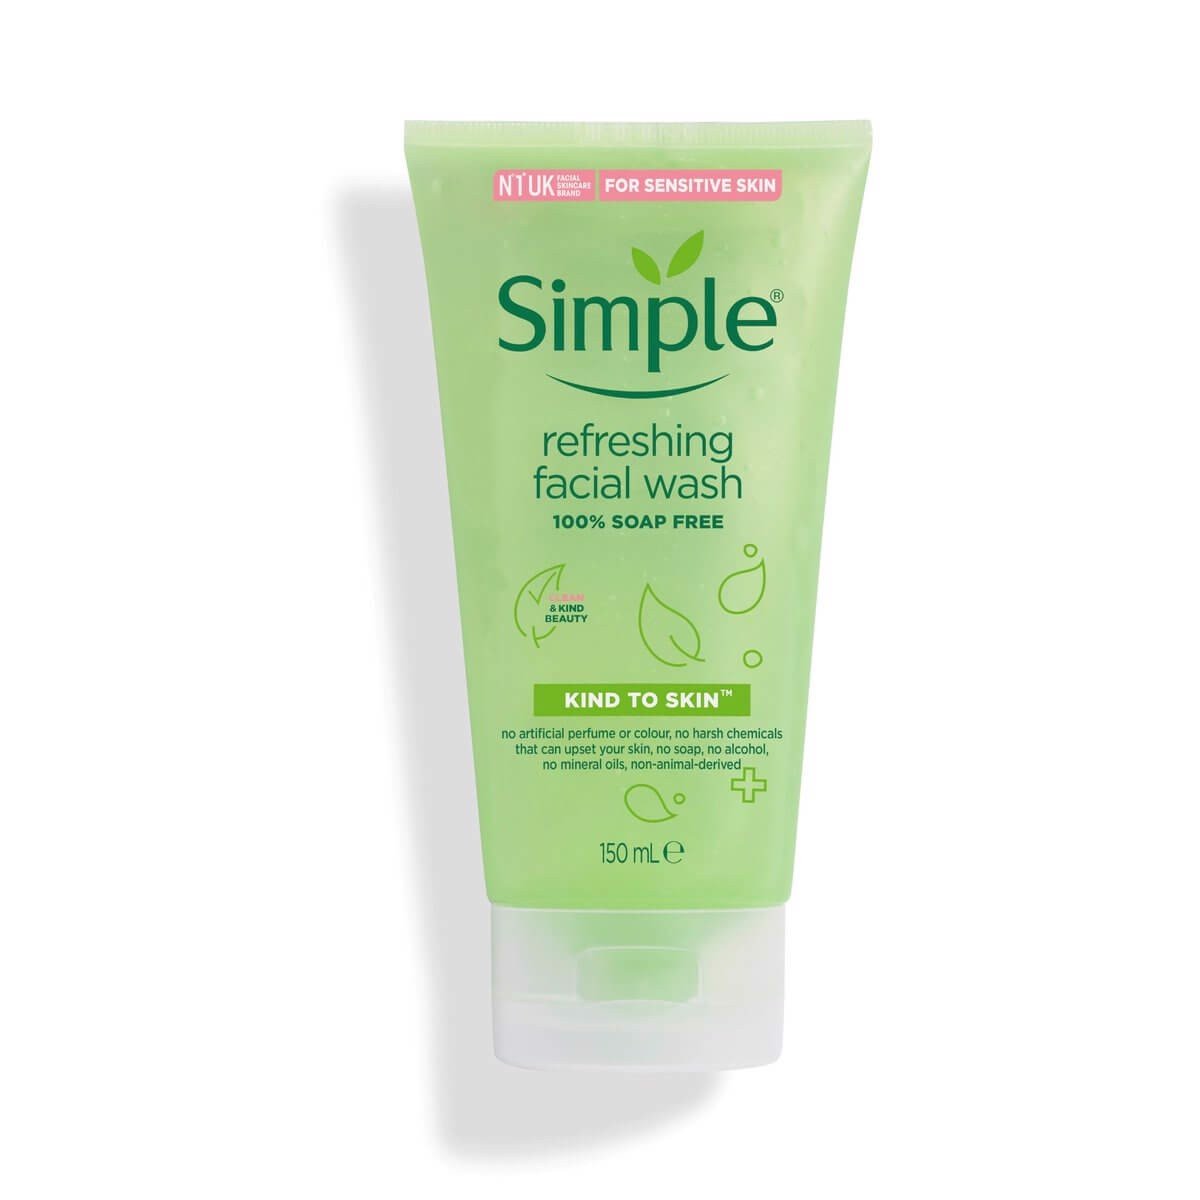 N°1 UK FACIAL SKINCARE BRAND FOR SENSITIVE SKIN
Simple®
refreshing
facial wash
100% SOAP FREE
CLEAN
& KIND
BEAUTY
KIND TO SKIN™
no artificial perfume or colour, no harsh chemicals
that can upset your skin, no soap, no alcohol,
no mineral oils, non-animal-derived
150 mL ℮